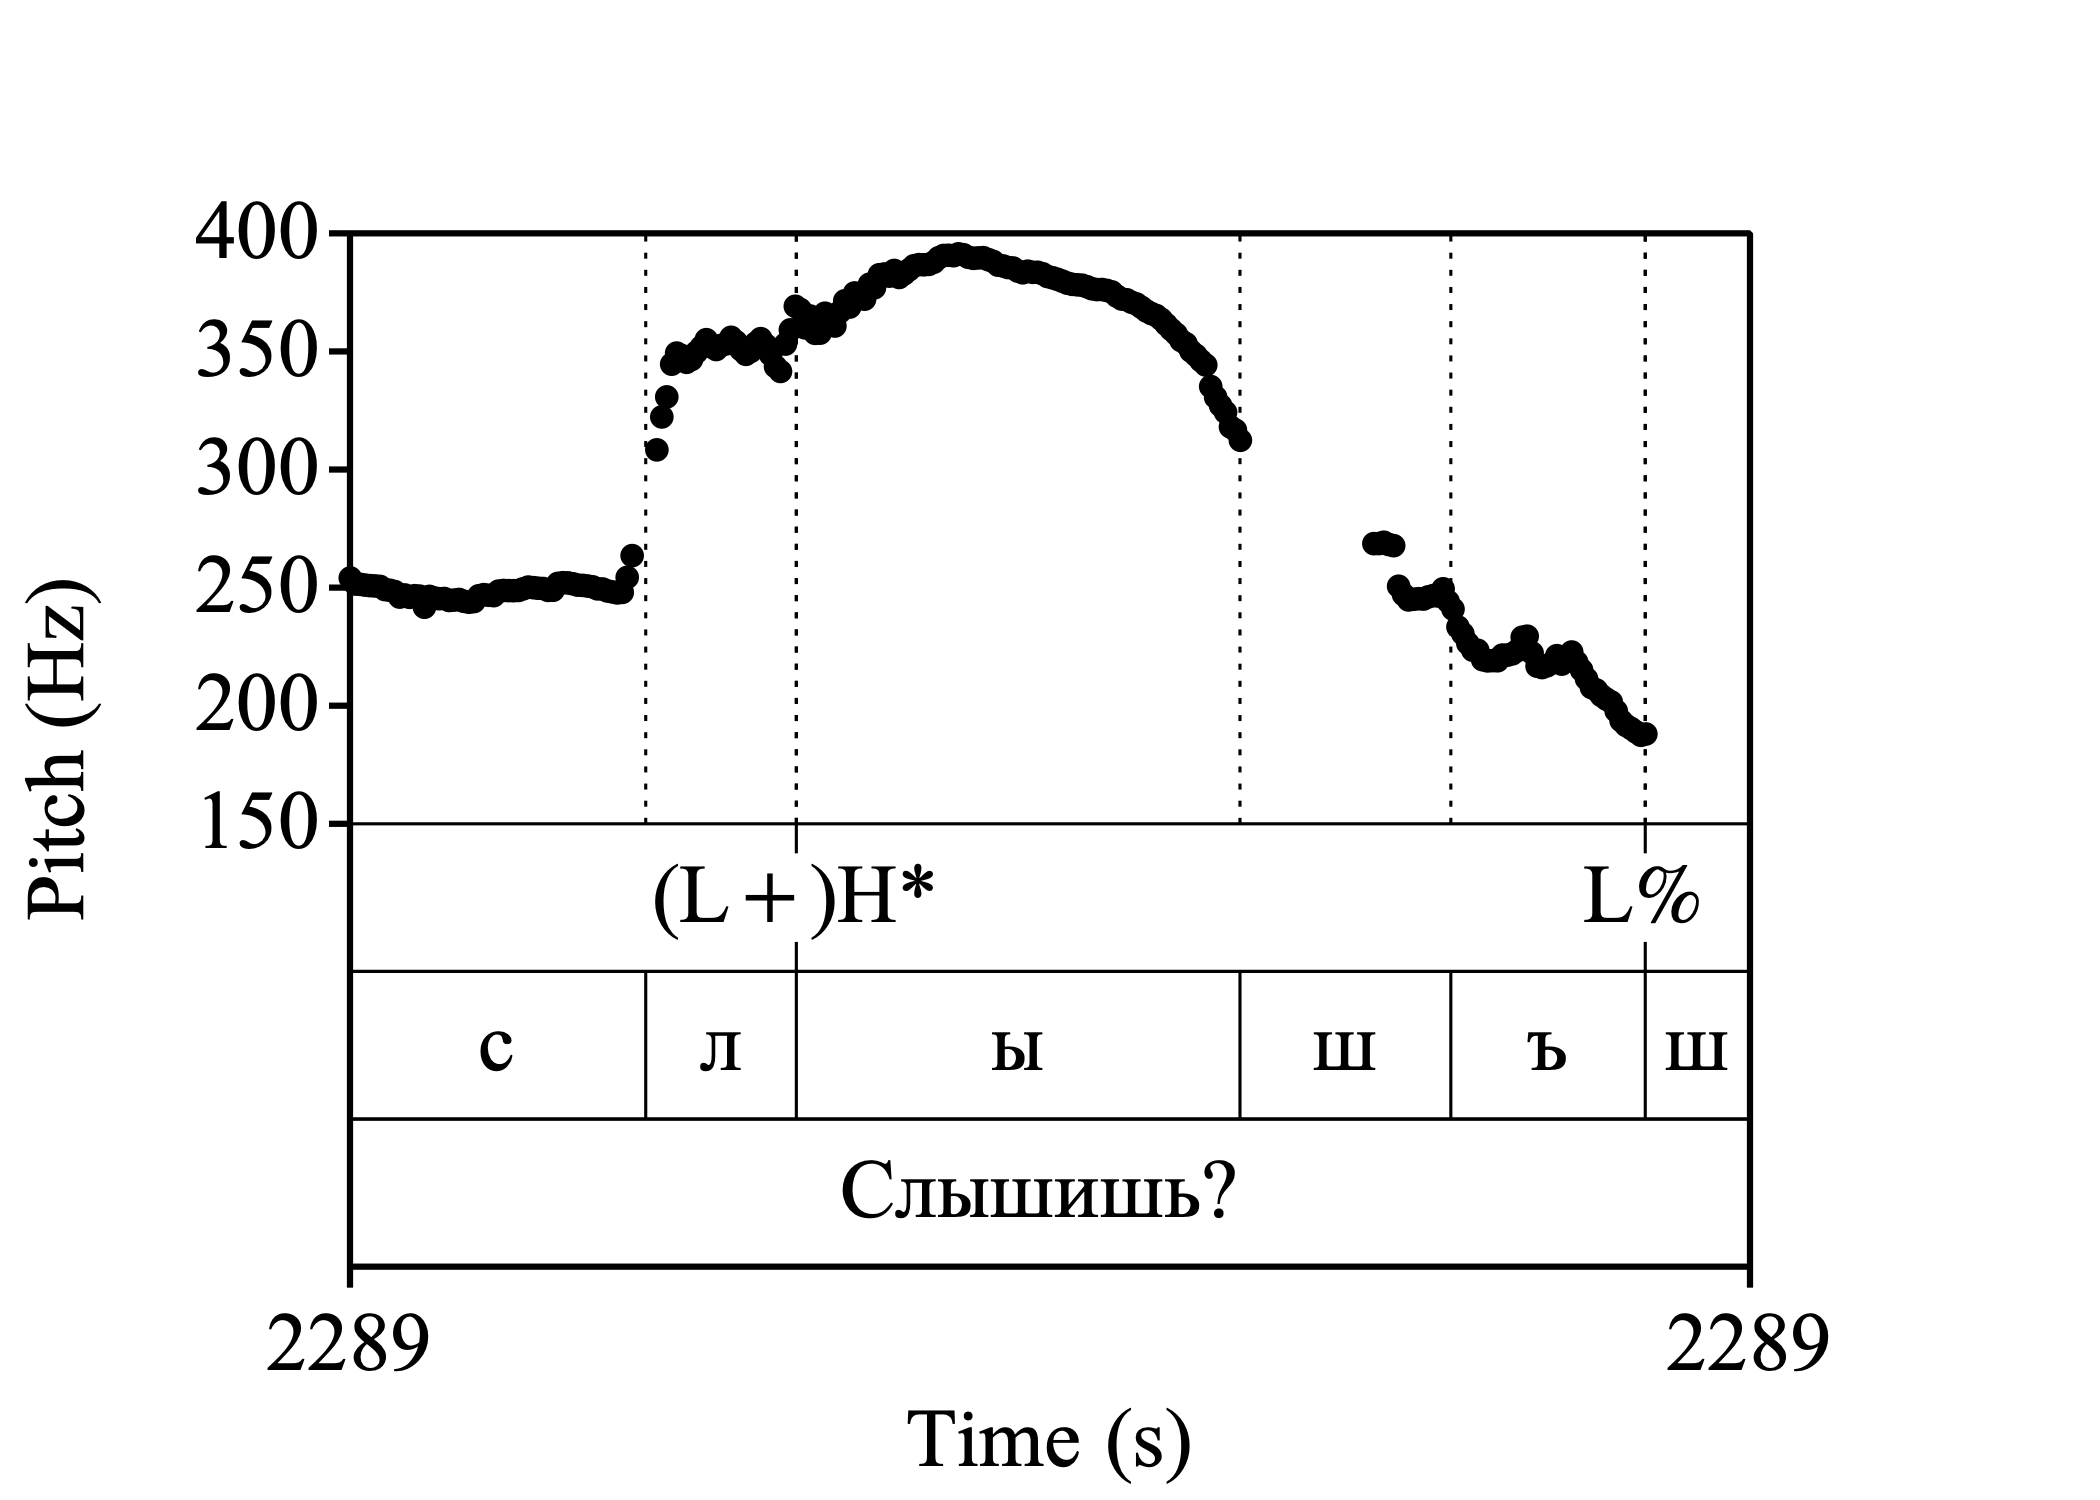 400
350
300
250
200
150
Pitch (Hz)
(L+)H* L%
с л ы ш ъ ш
Слышишь?
2289 2289
Time (s)